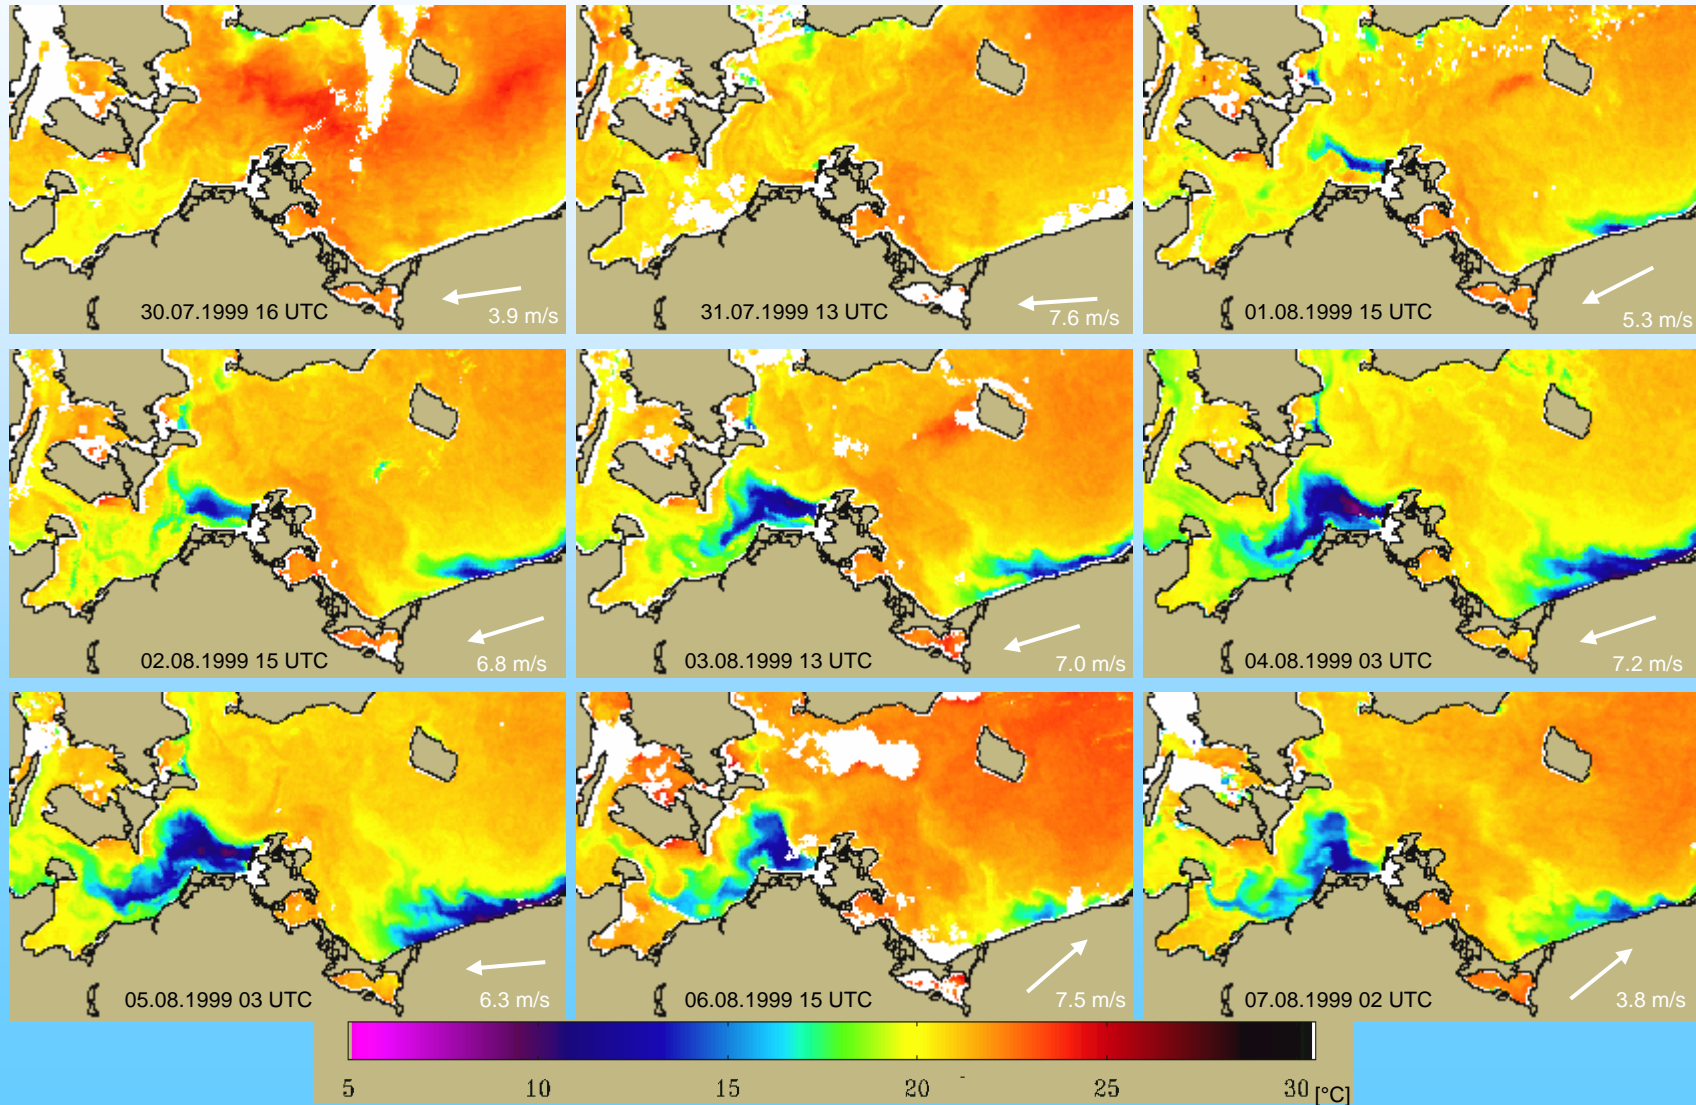 30.07.1999 16 UTC
3.9 m/s
31.07.1999 13 UTC
7.6 m/s
01.08.1999 15 UTC
5.3 m/s
02.08.1999 15 UTC
6.8 m/s
03.08.1999 13 UTC
7.0 m/s
04.08.1999 03 UTC
7.2 m/s
05.08.1999 03 UTC
6.3 m/s
06.08.1999 15 UTC
7.5 m/s
07.08.1999 02 UTC
3.8 m/s
5 10 15 20 25 30 [°C]